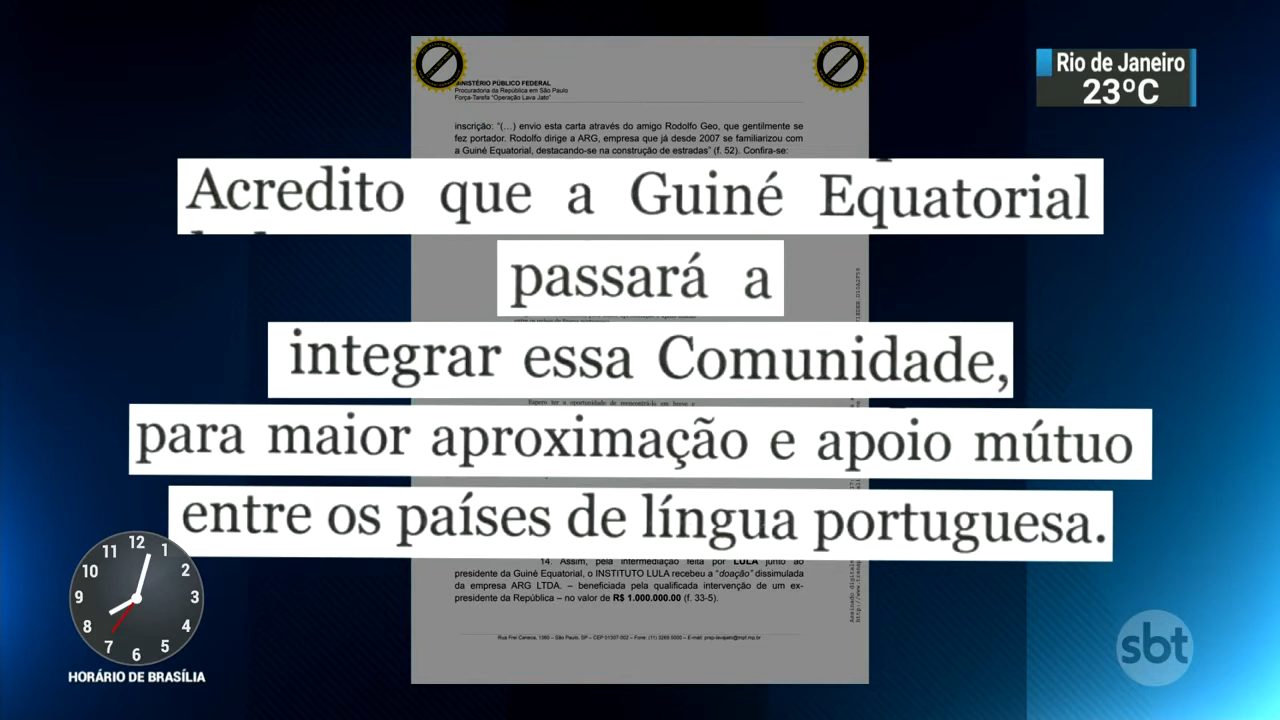 MINISTÉRIO PÚBLICO FEDERAL
Procuradoria da República em São Paulo
Força-Tarefa "Operação Lava Jato"
Rio de Janeiro
23ºC
inscrição: "(...) envio esta carta através do amigo Rodolfo Geo, que gentilmente se
fez portador. Rodolfo dirige a ARG, empresa que já desde 2007 se familiarizou com
a Guiné Equatorial, destacando-se na construção de estradas" (f. 52). Confira-se:
Acredito que a Guiné Equatorial
passará a
integrar essa Comunidade,
para maior aproximação e apoio mútuo
entre os países de língua portuguesa.
14. Assim, pela intermediação feita por LULA junto ao
presidente da Guiné Equatorial, o INSTITUTO LULA recebeu a "doação" dissimulada
da empresa ARG LTDA. – beneficiada pela qualificada intervenção de um ex-
presidente da República – no valor de R$ 1.000.000.00 (f. 33-5).
12
1
2
3
4
5
6
7
8
9
10
11
HORÁRIO DE BRASÍLIA
sbt